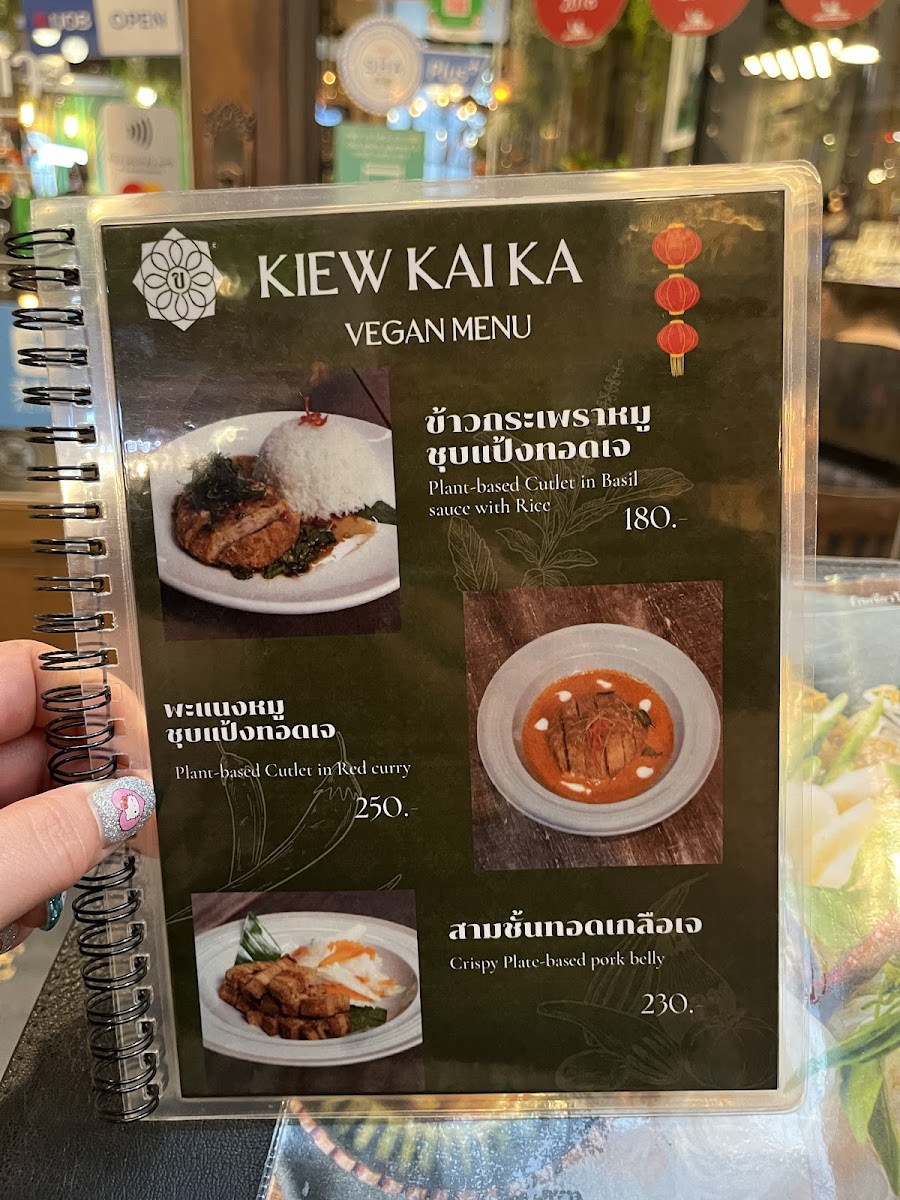 UOB
OPEN
Plus+
KIEW KAI KA
VEGAN MENU
ข้าวกระเพราหมู
ชุบแป้งทอดเจ
Plant-based Cutlet in Basil
sauce with Rice
180.-
พะแนงหมู
ชุบแป้งทอดเจ
Plant-based Cutlet in Red curry
250.-
สามชั้นทอดเกลือเจ
Crispy Plate-based pork belly
230.-